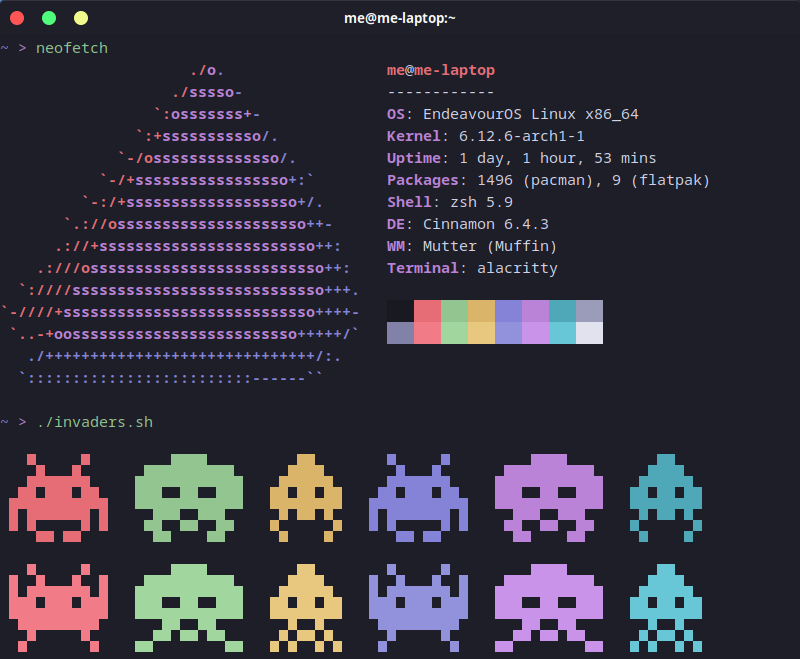 me@me-laptop:~
~ > neofetch
./o.
./sssso-
`:osssssss+-
`:+sssssssssso/.
`-/ossssssssssssso/.
`-/+sssssssssssssssso+:`
`-:/+sssssssssssssssssso+/.
`.://osssssssssssssssssssso++-
.://+ssssssssssssssssssssssso++:
.:///ossssssssssssssssssssssssso++:
`:////ssssssssssssssssssssssssssso+++.
`-////+ssssssssssssssssssssssssssso++++-
`..-+oosssssssssssssssssssssssso+++++/`
./++++++++++++++++++++++++++++++/:.
`:::::::::::::::::::::::::------``
me@me-laptop
------------
OS: EndeavourOS Linux x86_64
Kernel: 6.12.6-arch1-1
Uptime: 1 day, 1 hour, 53 mins
Packages: 1496 (pacman), 9 (flatpak)
Shell: zsh 5.9
DE: Cinnamon 6.4.3
WM: Mutter (Muffin)
Terminal: alacritty
~ > ./invaders.sh